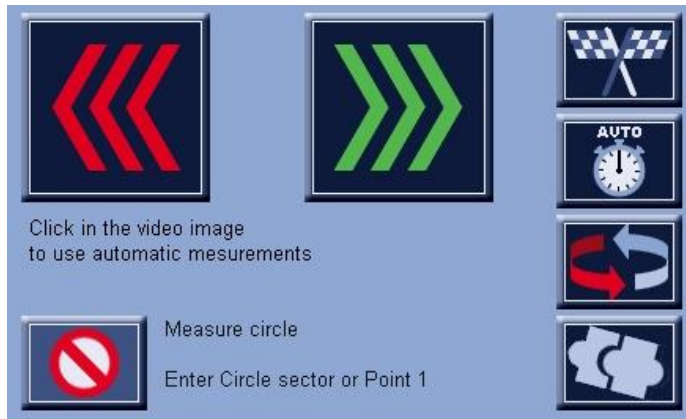 AUTO
Click in the video image
to use automatic mesurements
Measure circle
Enter Circle sector or Point 1